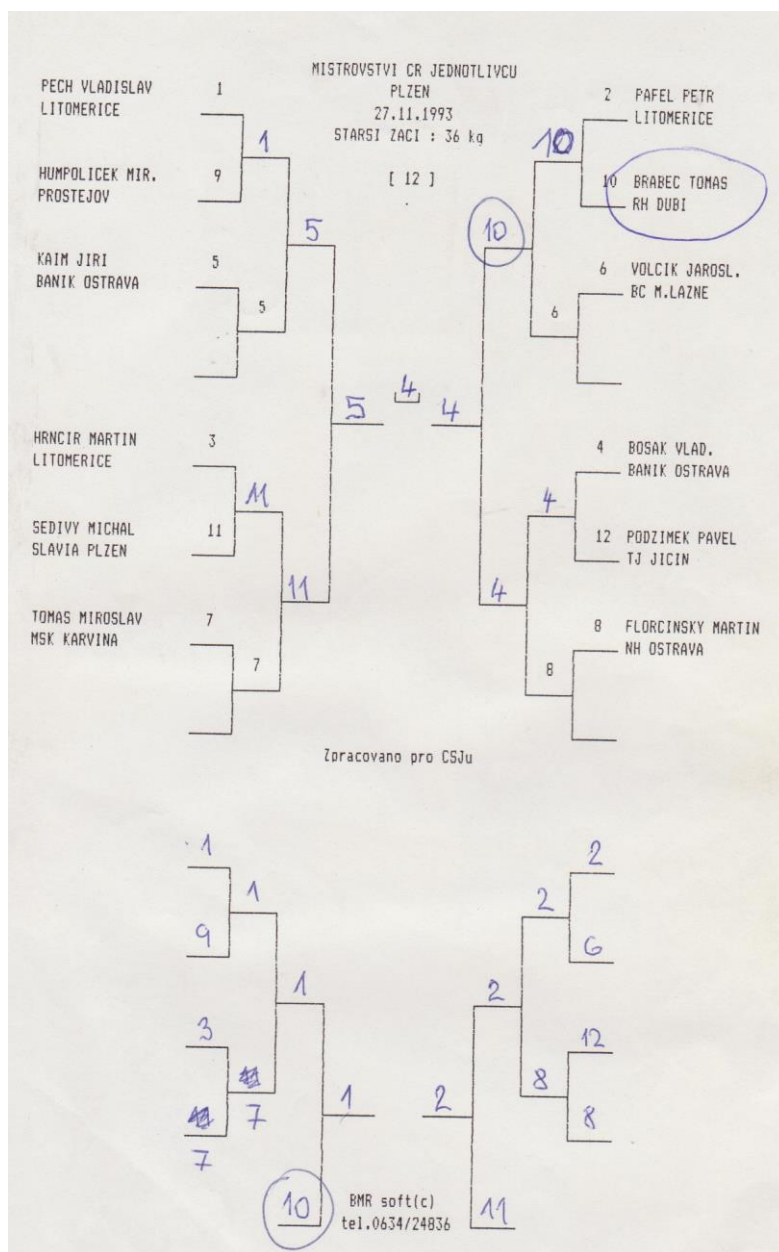 MISTROVSTVI CR JEDNOTLIVCU
PLZEN
27.11.1993
STARSI ZACI : 36 kg
[ 12 ]
PECH VLADISLAV 1
LITOMERICE
1
HUMPOLICEK MIR. 9
PROSTEJOV
5
KAIM JIRI 5
BANIK OSTRAVA
5
5
HRNCIR MARTIN 3
LITOMERICE
11
SEDIVY MICHAL 11
SLAVIA PLZEN
11
TOMAS MIROSLAV 7
MSK KARVINA
7
4
2 PAFEL PETR
LITOMERICE
10
10 BRABEC TOMAS
RH DUBI
10
6 VOLCIK JAROSL.
BC M.LAZNE
6
4
4 BOSAK VLAD.
BANIK OSTRAVA
4
12 PODZIMEK PAVEL
TJ JICIN
4
8 FLORCINSKY MARTIN
NH OSTRAVA
8
Zpracovano pro CSJu
1
1
9
1
3
7
7
1
10
2
2
6
2
12
8
8
2
11
BMR soft(c)
tel.0634/24836